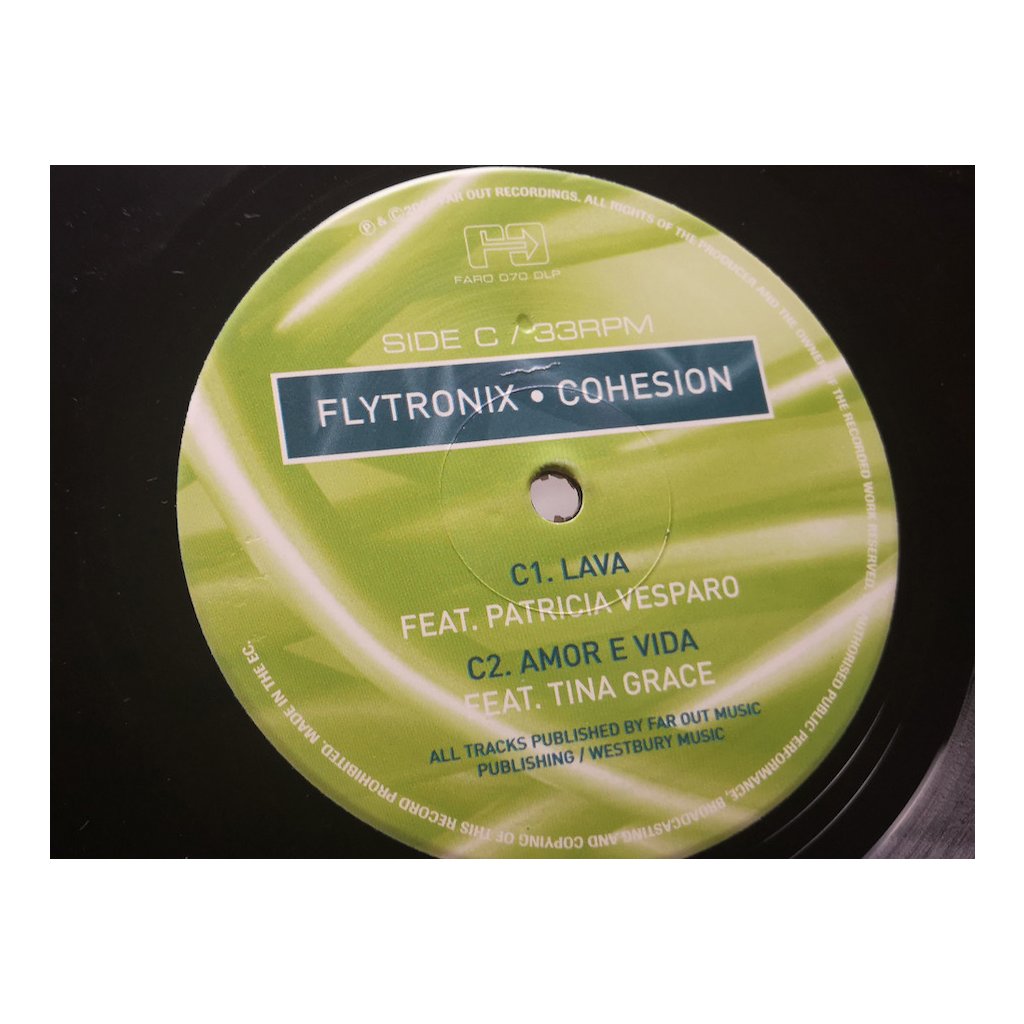 FARO 070 DLP
SIDE C / 33RPM
FLYTRONIX • COHESION
C1. LAVA
FEAT. PATRICIA VESPARO
C2. AMOR E VIDA
FEAT. TINA GRACE
ALL TRACKS PUBLISHED BY FAR OUT MUSIC
PUBLISHING / WESTBURY MUSIC
Ⓟ & © FAR OUT RECORDINGS. ALL RIGHTS OF THE PRODUCER AND THE OWNER OF THE RECORDED WORK RESERVED. PUBLIC PERFORMANCE, BROADCASTING AND COPYING OF THIS RECORD PROHIBITED. MADE IN THE EC.